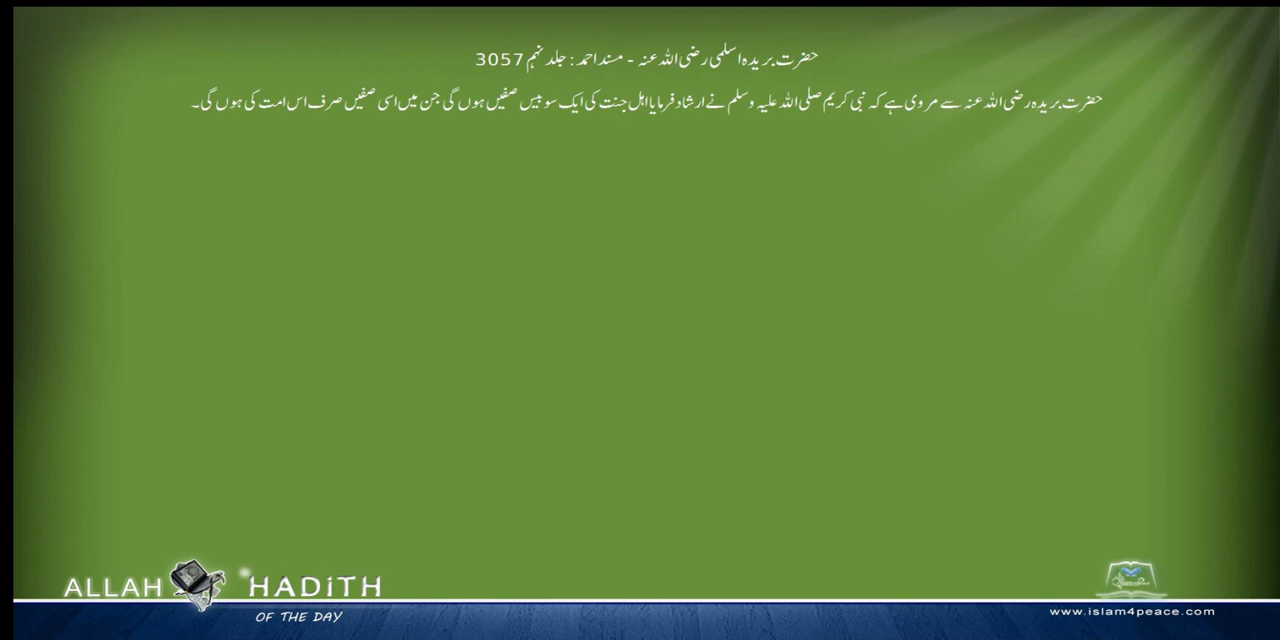 حضرت بریدہ اسلمی رضی اللہ عنہ - مسند احمد: جلد نہم 3057
حضرت بریدہ رضی اللہ عنہ سے مروی ہے کہ نبی کریم صلی اللہ علیہ وسلم نے ارشاد فرمایا اہل جنت کی ایک سو بیس صفیں ہوں گی جن میں اسی صفیں صرف اس امت کی ہوں گی۔
ALLAH HADITH
OF THE DAY
www.islam4peace.com